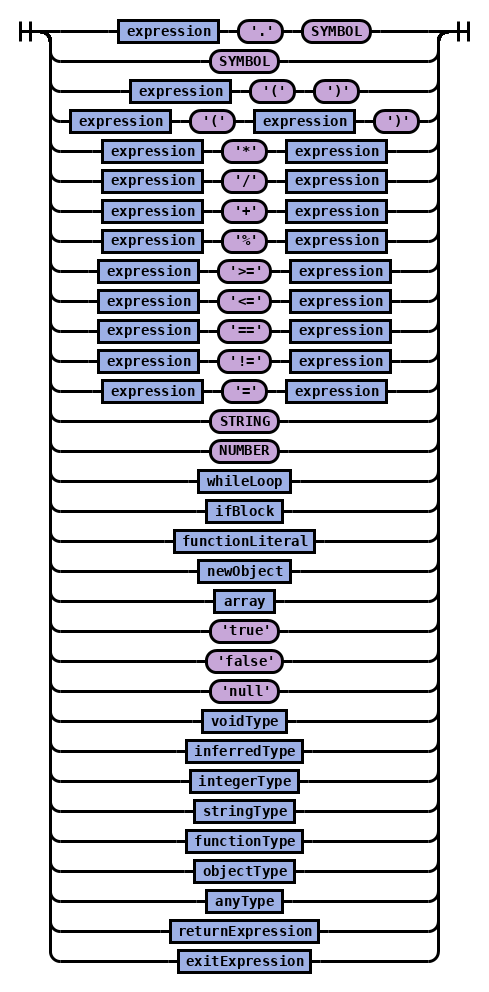 expression '.' SYMBOL
SYMBOL
expression '(' ')'
expression '(' expression ')'
expression '*' expression
expression '/' expression
expression '+' expression
expression '%' expression
expression '>=' expression
expression '<=' expression
expression '==' expression
expression '!=' expression
expression '=' expression
STRING
NUMBER
whileLoop
ifBlock
functionLiteral
newObject
array
'true'
'false'
'null'
voidType
inferredType
integerType
stringType
functionType
objectType
anyType
returnExpression
exitExpression